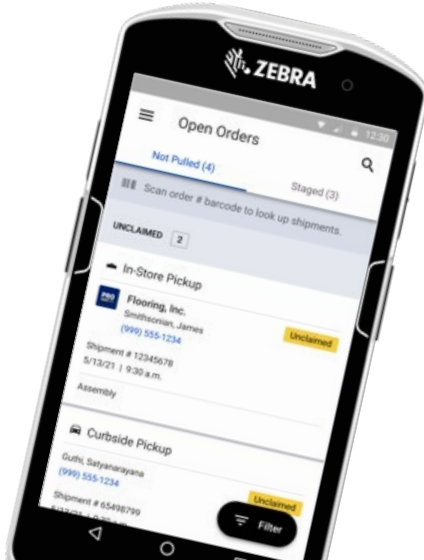 ZEBRA
12:30
Open Orders
Not Pulled (4)
Staged (3)
Scan order # barcode to look up shipments.
UNCLAIMED 2
In-Store Pickup
PRO
Flooring, Inc.
Smithsonian, James
(999) 555-1234
Unclaimed
Shipment # 12345678
5/13/21 | 9:30 a.m.
Assembly
Curbside Pickup
Guthi, Satyanarayana
(999) 555-1234
Unclaimed
Shipment # 65498799
Filter